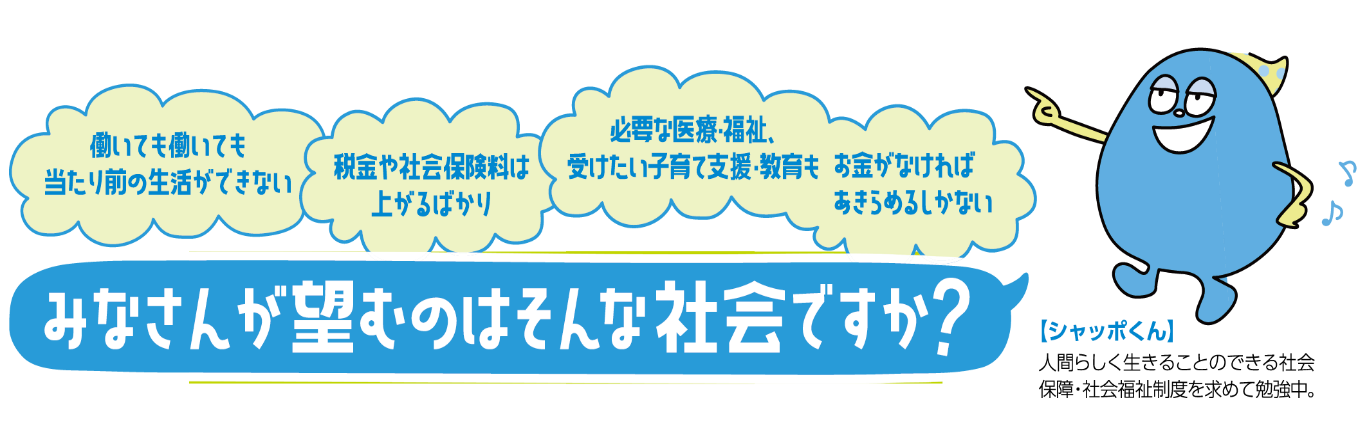 働いても働いても
当たり前の生活ができない
税金や社会保険料は
上がるばかり
必要な医療・福祉、
受けたい子育て支援・教育も
お金がなければ
あきらめるしかない
みなさんが望むのはそんな社会ですか?
【シャッポくん】
人間らしく生きることのできる社会
保障・社会福祉制度を求めて勉強中。